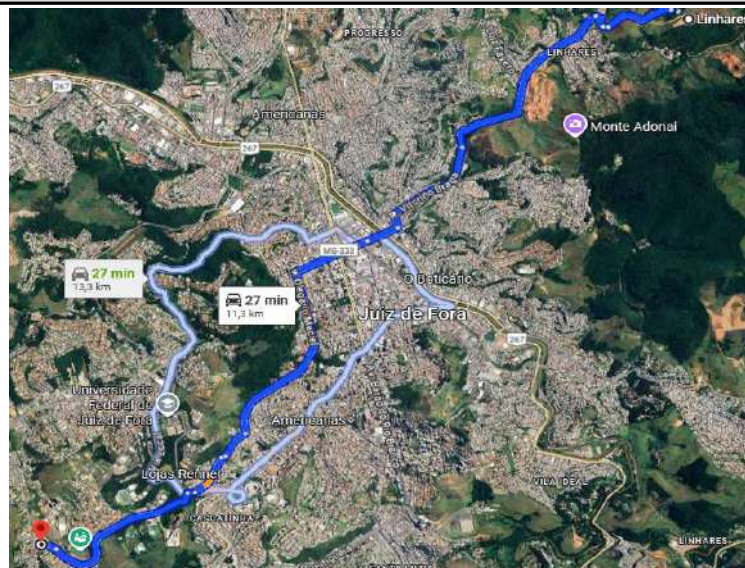 Linhares
PROGRESSO
LINHARES
267
Americanas
Monte Adonai
267
MG-353
27 min
13,3 km
O Boticário
27 min
11,3 km
Juiz de Fora
267
Universidade
Federal de
Juiz de Fora
Americanas
Lojas Renner
VILA IDEAL
CASCATINHA
LINHARES